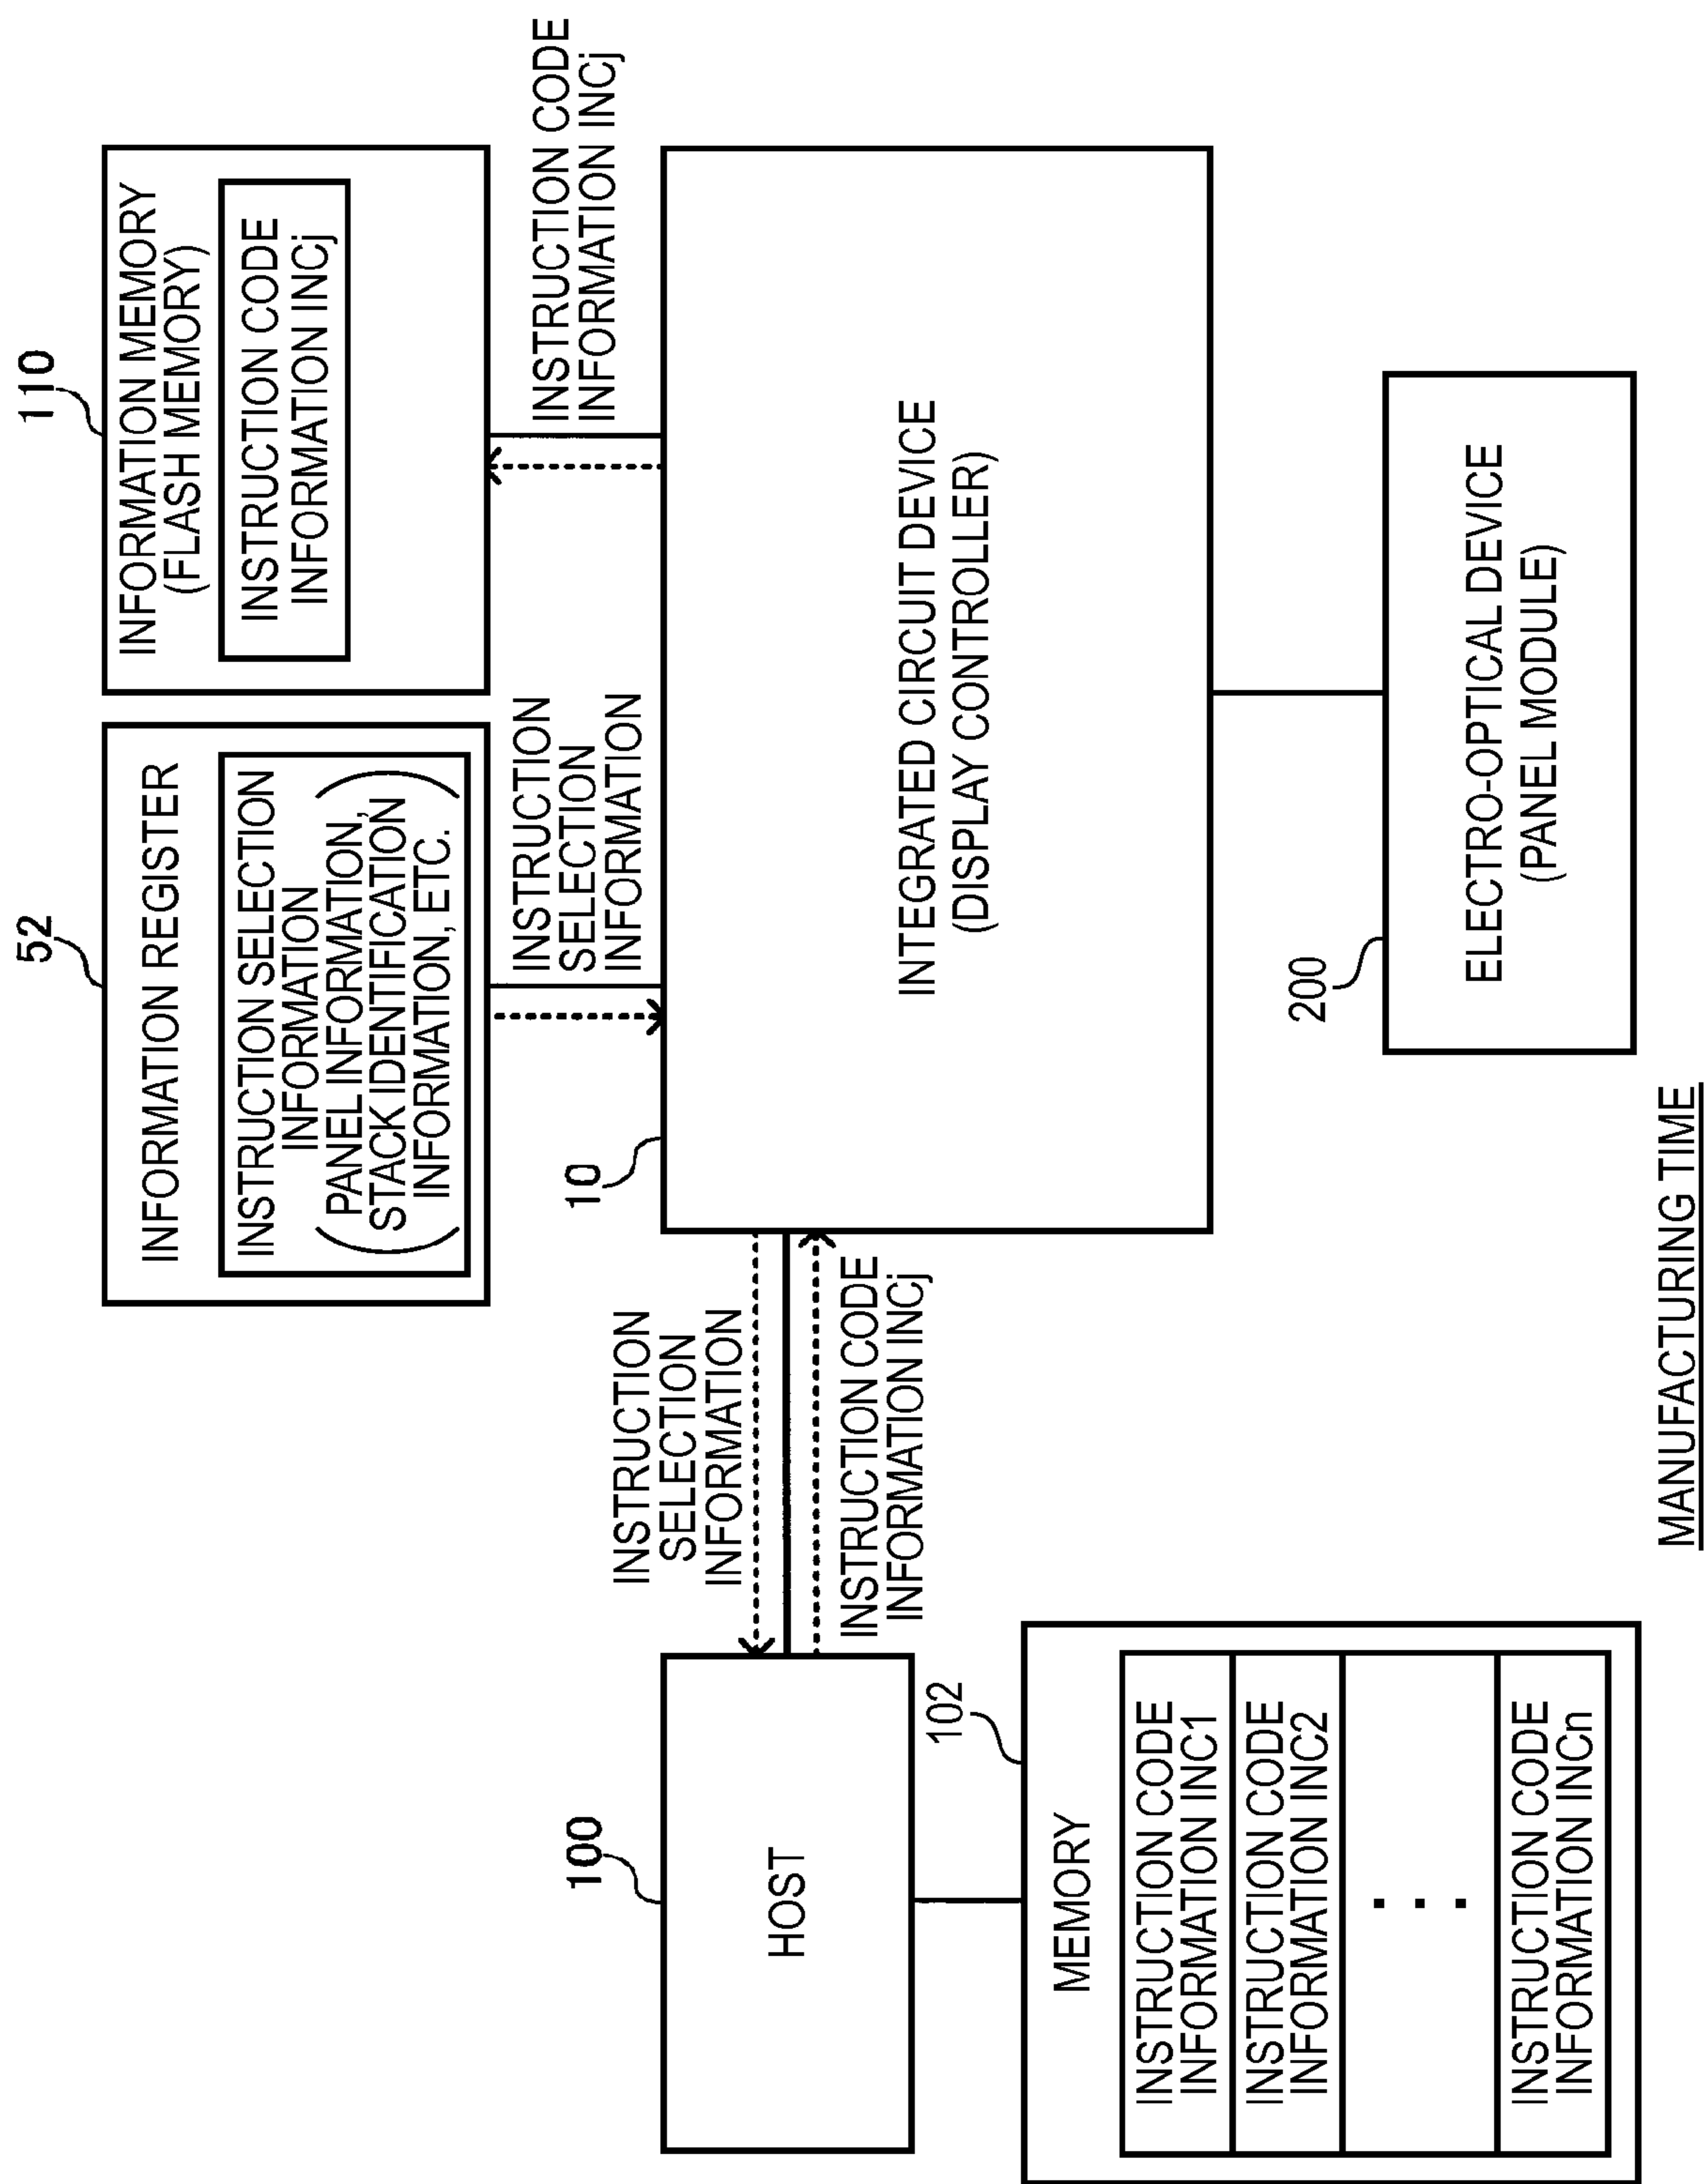 52
INFORMATION REGISTER
INSTRUCTION SELECTION
INFORMATION
(PANEL INFORMATION,
STACK IDENTIFICATION
INFORMATION, ETC.)
110
INFORMATION MEMORY
(FLASH MEMORY)
INSTRUCTION CODE
INFORMATION INCj
INSTRUCTION
SELECTION
INFORMATION
INSTRUCTION CODE
INFORMATION INCj
100
HOST
INSTRUCTION
SELECTION
INFORMATION
INSTRUCTION CODE
INFORMATION INCj
10
INTEGRATED CIRCUIT DEVICE
(DISPLAY CONTROLLER)
102
MEMORY
INSTRUCTION CODE
INFORMATION INC1
INSTRUCTION CODE
INFORMATION INC2
...
INSTRUCTION CODE
INFORMATION INCn
200
ELECTRO-OPTICAL DEVICE
(PANEL MODULE)
MANUFACTURING TIME